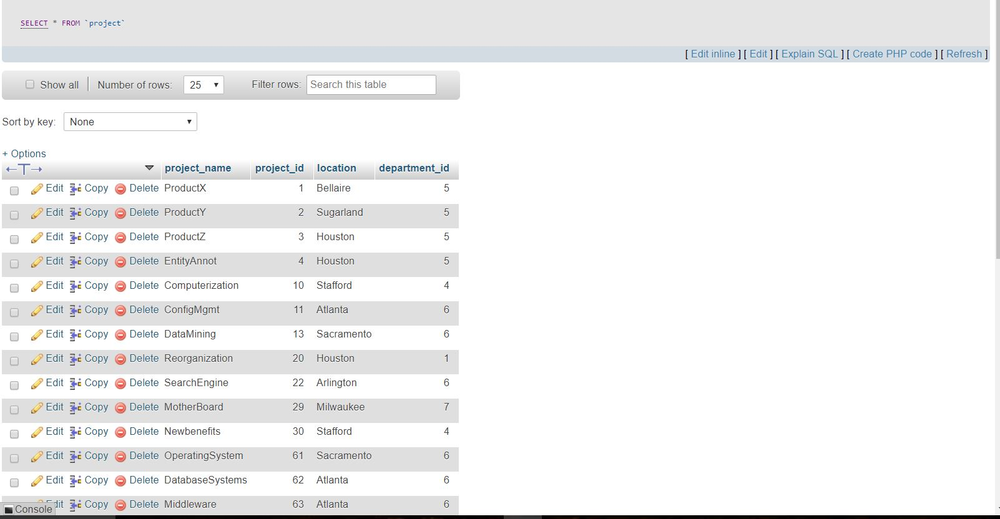 SELECT * FROM `project`
[ Edit inline ] [ Edit ] [ Explain SQL ] [ Create PHP code ] [ Refresh ]
Show all Number of rows: 25 Filter rows: Search this table
Sort by key: None
+ Options
←T→ project_name project_id location department_id
Edit Copy Delete ProductX 1 Bellaire 5
Edit Copy Delete ProductY 2 Sugarland 5
Edit Copy Delete ProductZ 3 Houston 5
Edit Copy Delete EntityAnnot 4 Houston 5
Edit Copy Delete Computerization 10 Stafford 4
Edit Copy Delete ConfigMgmt 11 Atlanta 6
Edit Copy Delete DataMining 13 Sacramento 6
Edit Copy Delete Reorganization 20 Houston 1
Edit Copy Delete SearchEngine 22 Arlington 6
Edit Copy Delete MotherBoard 29 Milwaukee 7
Edit Copy Delete Newbenefits 30 Stafford 4
Edit Copy Delete OperatingSystem 61 Sacramento 6
Edit Copy Delete DatabaseSystems 62 Atlanta 6
Edit Copy Delete Middleware 63 Atlanta 6
Console